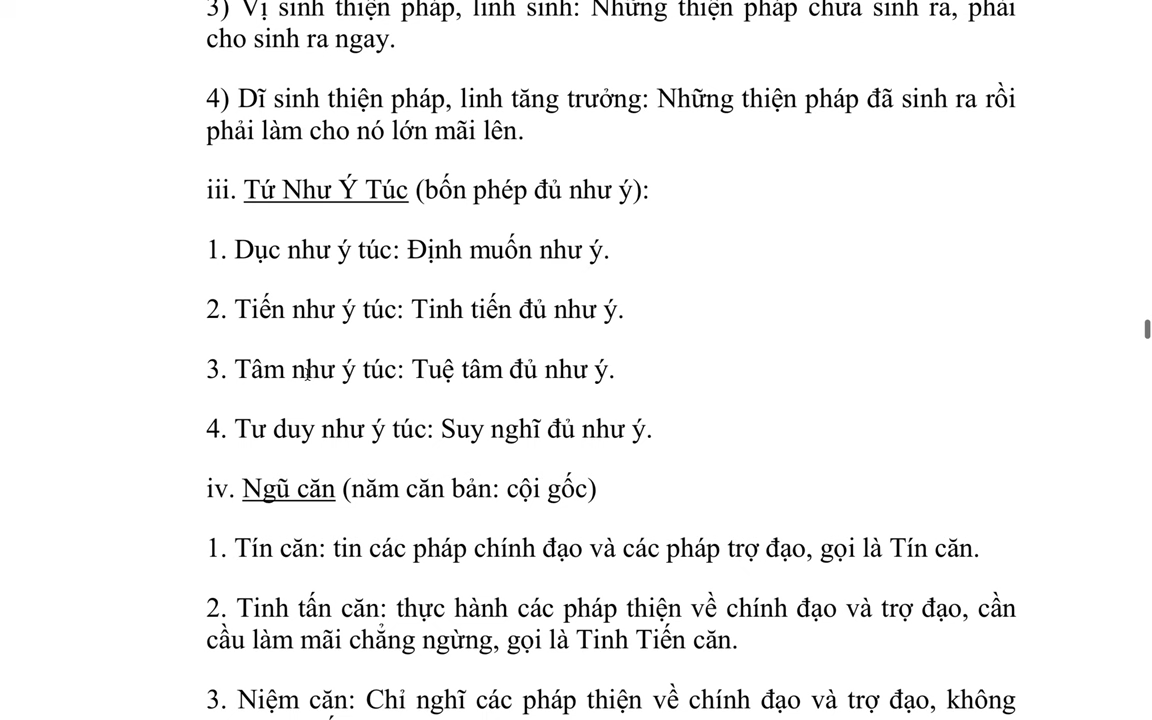 3) Vị sinh thiện pháp, linh sinh: Những thiện pháp chưa sinh ra, phải
cho sinh ra ngay.
4) Dĩ sinh thiện pháp, linh tăng trưởng: Những thiện pháp đã sinh ra rồi
phải làm cho nó lớn mãi lên.
iii. Tứ Như Ý Túc (bốn phép đủ như ý):
1. Dục như ý túc: Định muốn như ý.
2. Tiến như ý túc: Tinh tiến đủ như ý.
3. Tâm như ý túc: Tuệ tâm đủ như ý.
4. Tư duy như ý túc: Suy nghĩ đủ như ý.
iv. Ngũ căn (năm căn bản: cội gốc)
1. Tín căn: tin các pháp chính đạo và các pháp trợ đạo, gọi là Tín căn.
2. Tinh tấn căn: thực hành các pháp thiện về chính đạo và trợ đạo, cần
cầu làm mãi chẳng ngừng, gọi là Tinh Tiến căn.
3. Niệm căn: Chỉ nghĩ các pháp thiện về chính đạo và trợ đạo, không